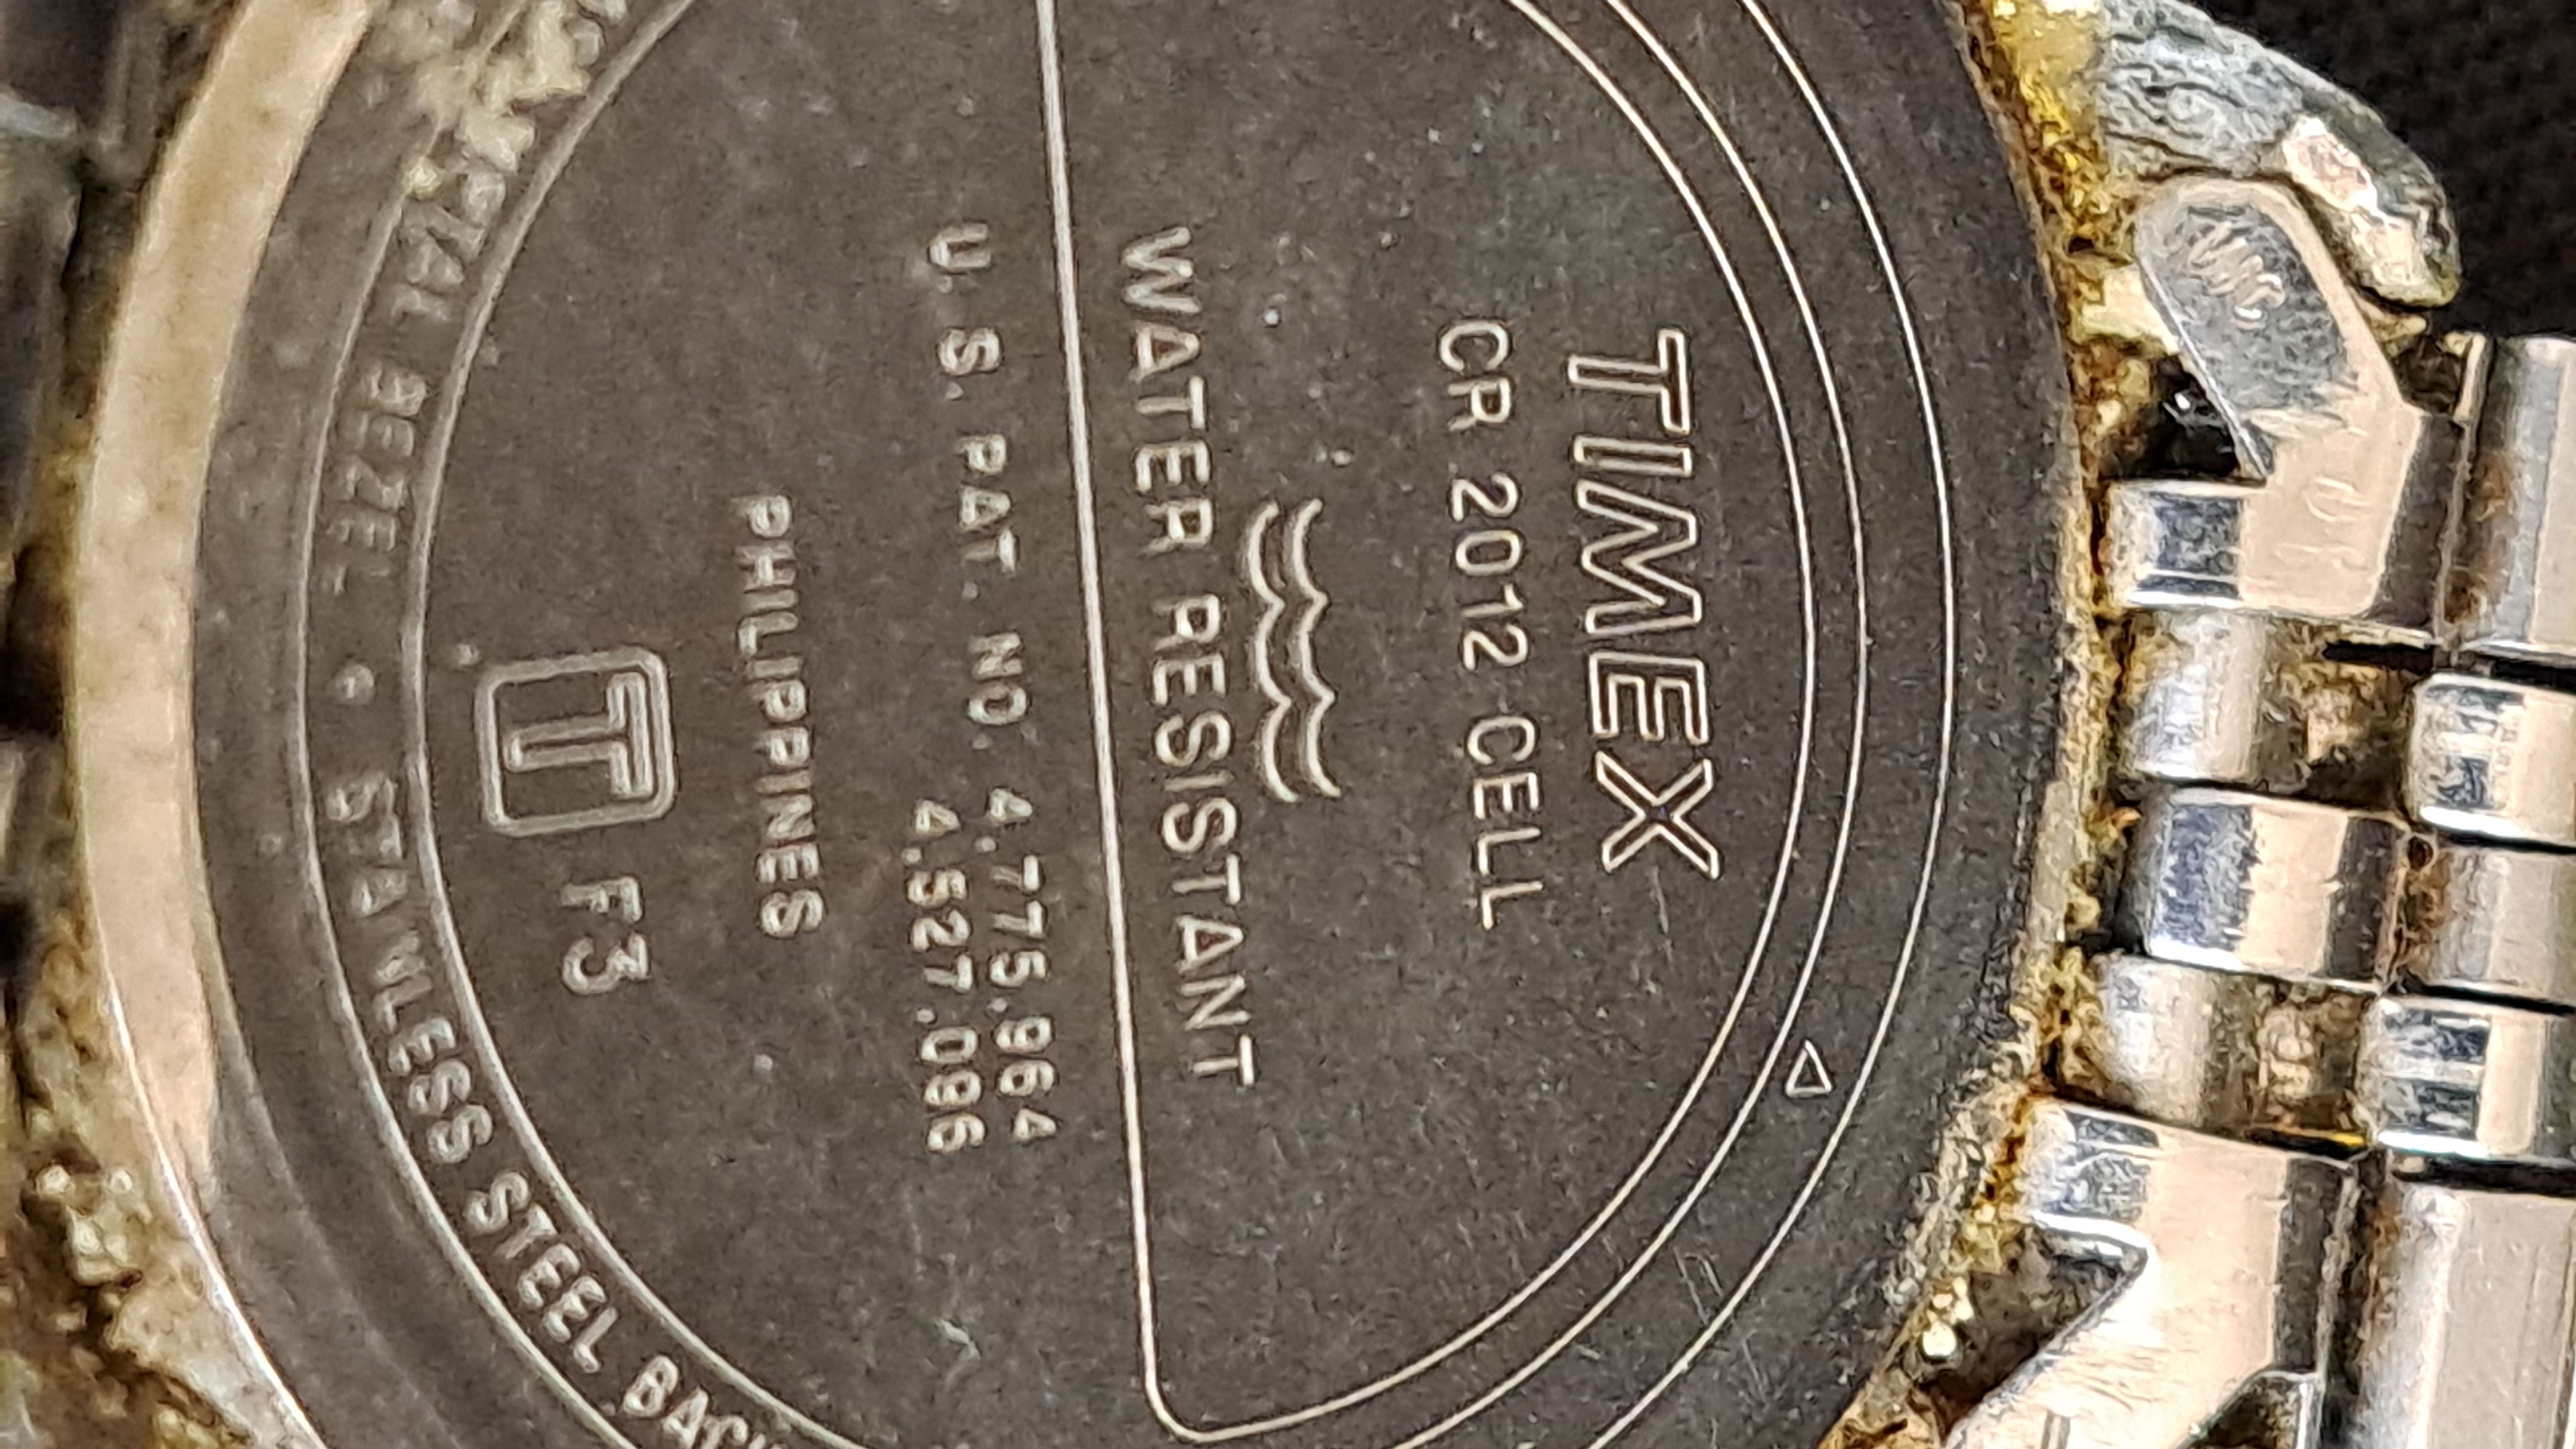 TIMEX
CR 2012 CELL
WATER RESISTANT
U. S. PAT. NO. 4.775.964
4.527.096
PHILIPPINES
T F3
BEZEL • STAINLESS STEEL BACK